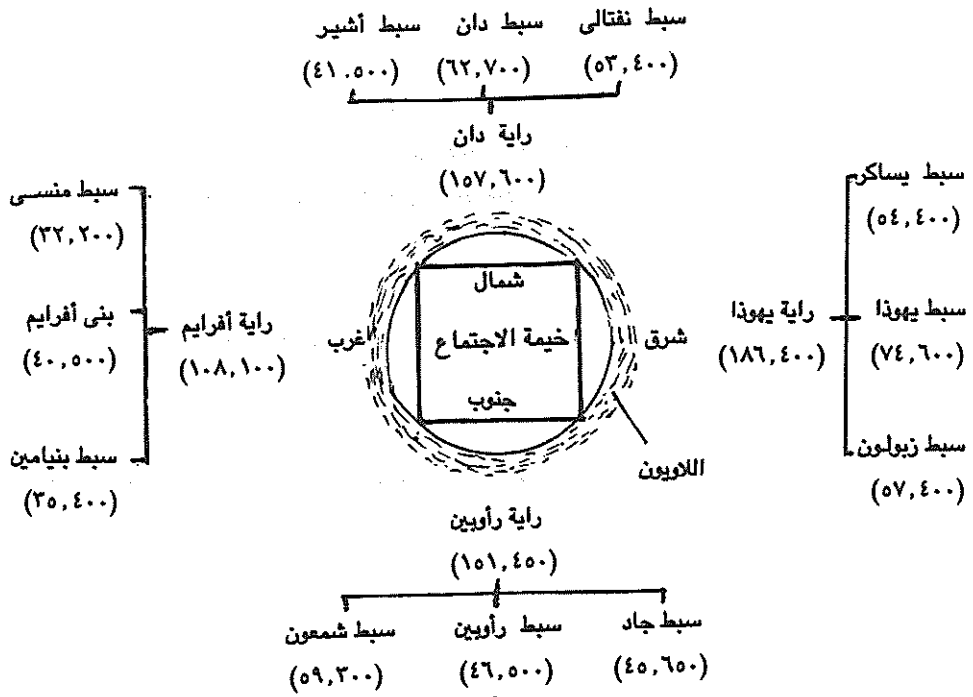 سبط نفتالى
(٥٣,٤٠٠)
سبط دان
(٦٢,٧٠٠)
سبط أشير
(٤١.٥٠٠)
راية دان
(١٥٧,٦٠٠)
سبط يساكر
(٥٤,٤٠٠)
سبط يهوذا
(٧٤,٦٠٠)
سبط زبولون
(٥٧,٤٠٠)
راية يهوذا
(١٨٦,٤٠٠)
شرق
شمال
خيمة الاجتماع
جنوب
غرب
اللاويون
راية أفرايم
(١٠٨,١٠٠)
سبط منسى
(٣٢,٢٠٠)
بنى أفرايم
(٤٠,٥٠٠)
سبط بنيامين
(٣٥,٤٠٠)
راية رأوبين
(١٥١,٤٥٠)
سبط جاد
(٤٥,٦٥٠)
سبط رأوبين
(٤٦,٥٠٠)
سبط شمعون
(٥٩,٣٠٠)